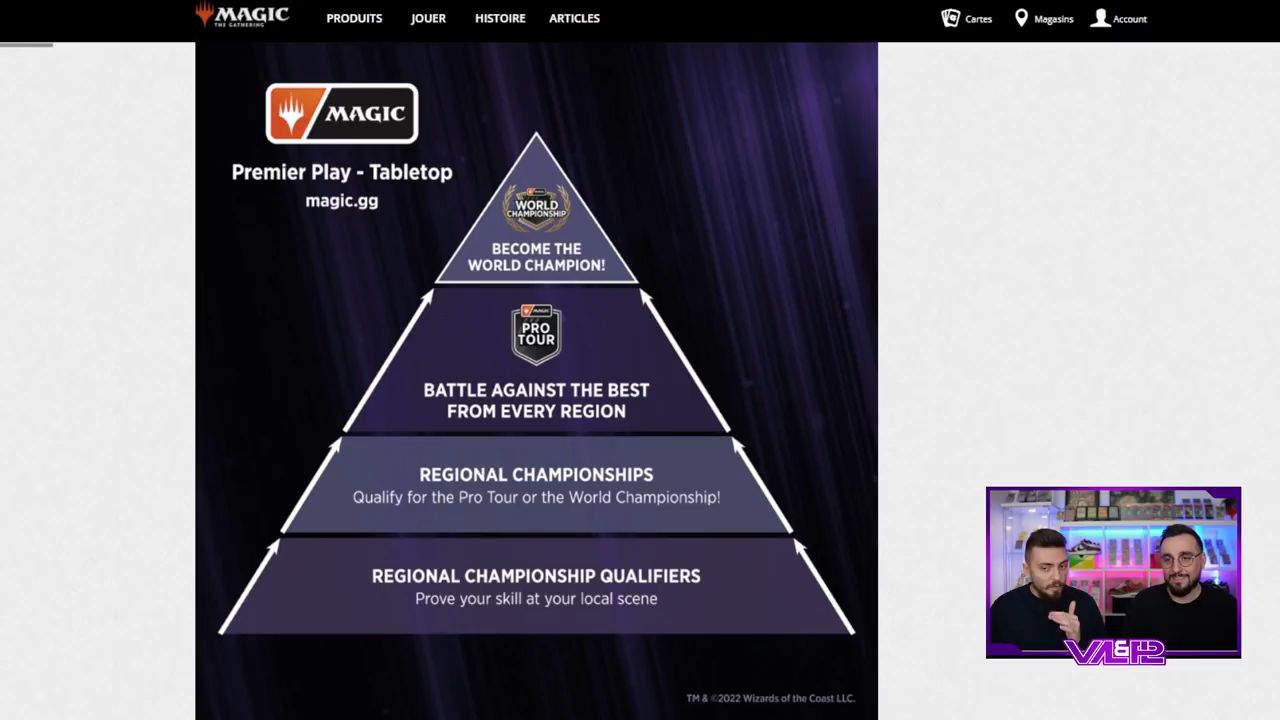 MAGIC
THE GATHERING
PRODUITS
JOUER
HISTOIRE
ARTICLES
Cartes
Magasins
Account
MAGIC
Premier Play - Tabletop
magic.gg
WORLD
CHAMPIONSHIP
BECOME THE
WORLD CHAMPION!
MAGIC
PRO
TOUR
BATTLE AGAINST THE BEST
FROM EVERY REGION
REGIONAL CHAMPIONSHIPS
Qualify for the Pro Tour or the World Championship!
REGIONAL CHAMPIONSHIP QUALIFIERS
Prove your skill at your local scene
TM & ©2022 Wizards of the Coast LLC.